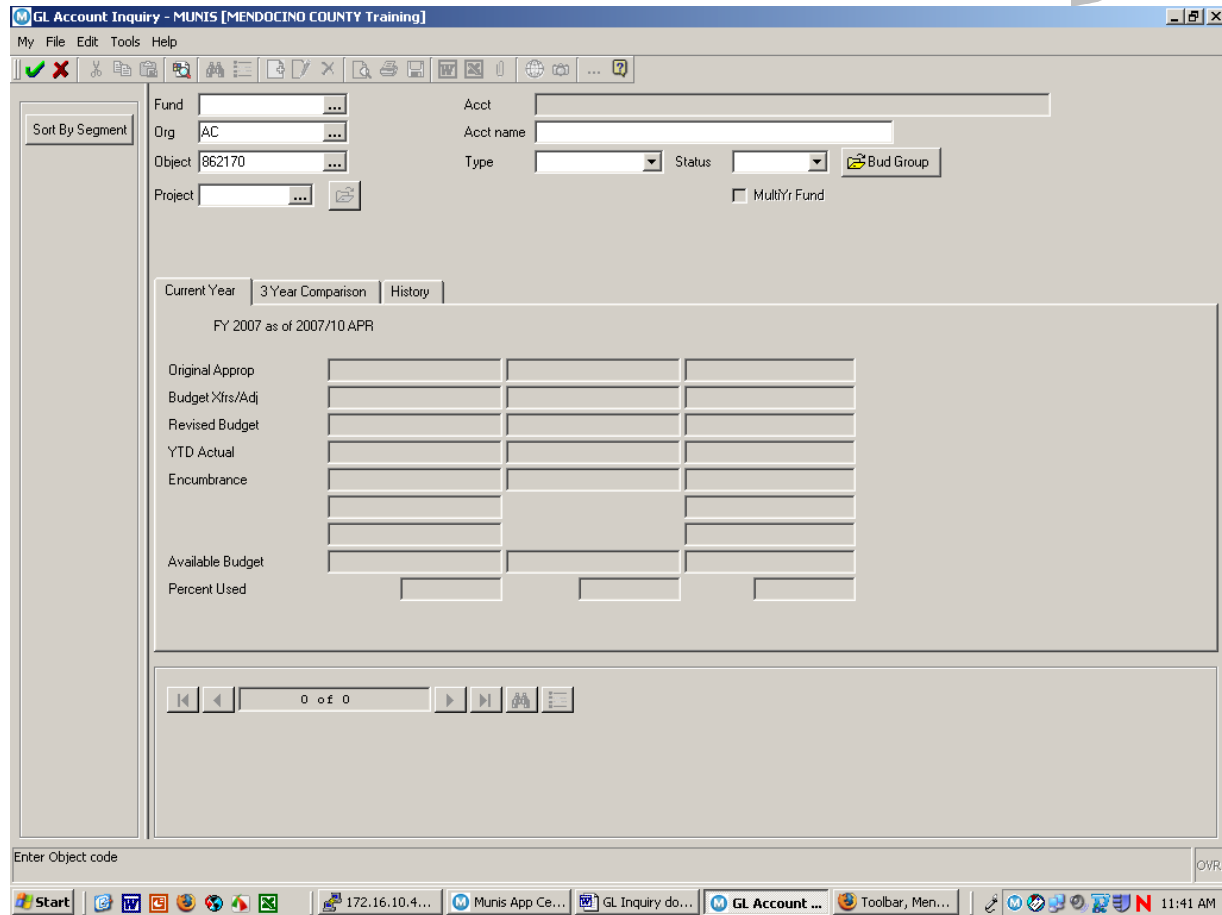 GL Account Inquiry - MUNIS [MENDOCINO COUNTY Training]
My File Edit Tools Help
Sort By Segment
Fund ... Acct
Org AC ... Acct name
Object 862170 ... Type Status Bud Group
Project ... MultiYr Fund
Current Year 3 Year Comparison History
FY 2007 as of 2007/10 APR
Original Approp
Budget Xfrs/Adj
Revised Budget
YTD Actual
Encumbrance
Available Budget
Percent Used
0 of 0
Enter Object code
OVR
Start 172.16.10.4... Munis App Ce... GL Inquiry do... GL Account ... Toolbar, Men... 11:41 AM